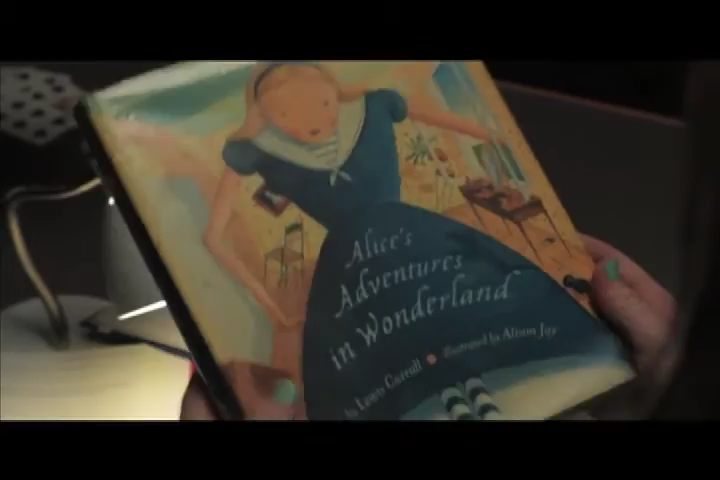 Alice's
Adventures
in Wonderland
by Lewis Carroll • illustrated by Alison Jay